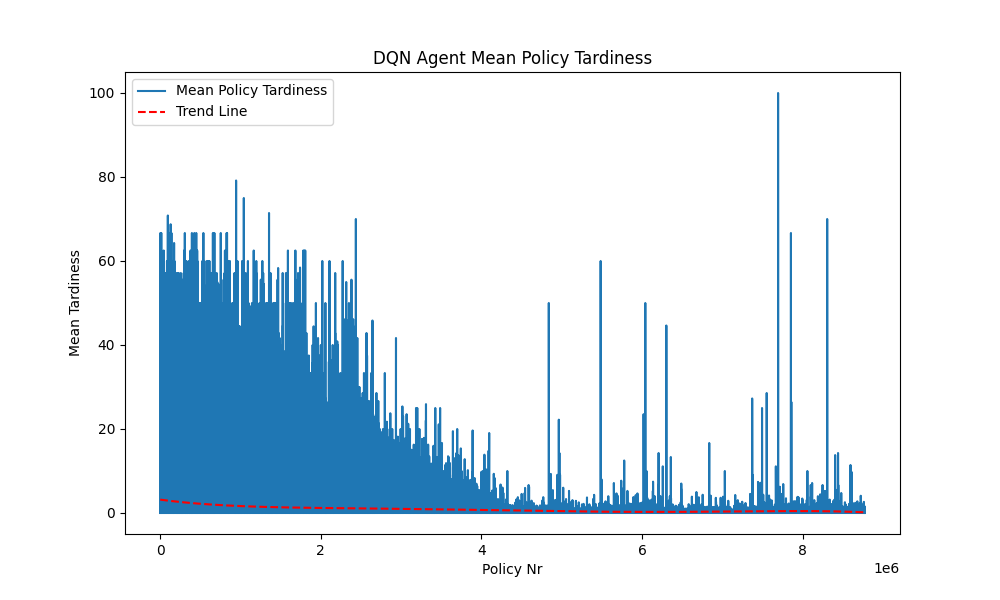 DQN Agent Mean Policy Tardiness
Mean Policy Tardiness
Trend Line
Mean Tardiness
100
80
60
40
20
0
0 2 4 6 8
1e6
Policy Nr